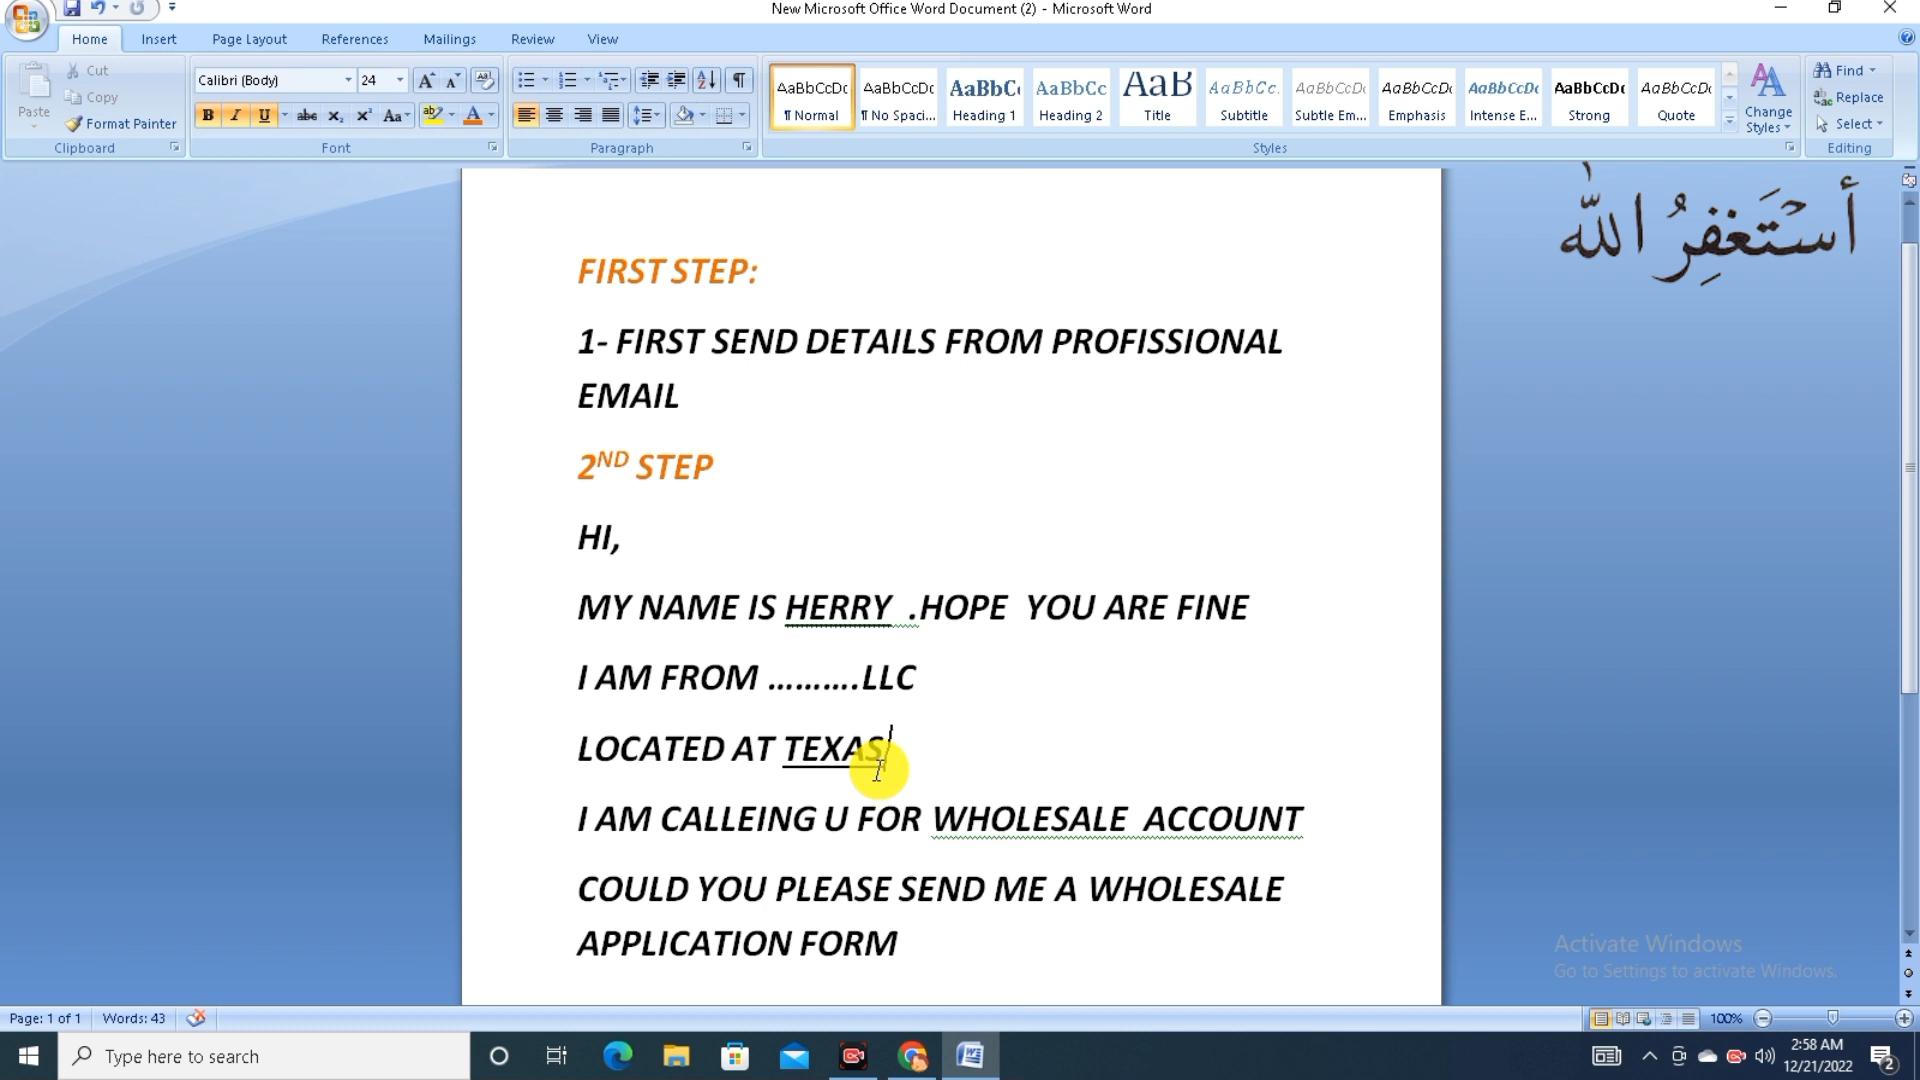 New Microsoft Office Word Document (2) - Microsoft Word
Home Insert Page Layout References Mailings Review View
Paste
Cut
Copy
Format Painter
Clipboard
Calibri (Body) 24
Font
Paragraph
AaBbCcDc AaBbCcDc AaBbC AaBbCc AaB AaBbCc. AaBbCcDc AaBbCcDc AaBbCcDc AaBbCcDc AaBbCcDc
¶ Normal ¶ No Spaci... Heading 1 Heading 2 Title Subtitle Subtle Em... Emphasis Intense E... Strong Quote
Styles
Change
Styles
Find
Replace
Select
Editing
أَسْتَغْفِرُ اللّٰه
FIRST STEP:
1- FIRST SEND DETAILS FROM PROFISSIONAL
EMAIL
2ND STEP
HI,
MY NAME IS HERRY .HOPE YOU ARE FINE
I AM FROM ……….LLC
LOCATED AT TEXAS
I AM CALLEING U FOR WHOLESALE ACCOUNT
COULD YOU PLEASE SEND ME A WHOLESALE
APPLICATION FORM
Activate Windows
Go to Settings to activate Windows.
Page: 1 of 1 Words: 43
100%
Type here to search
2:58 AM
12/21/2022
2